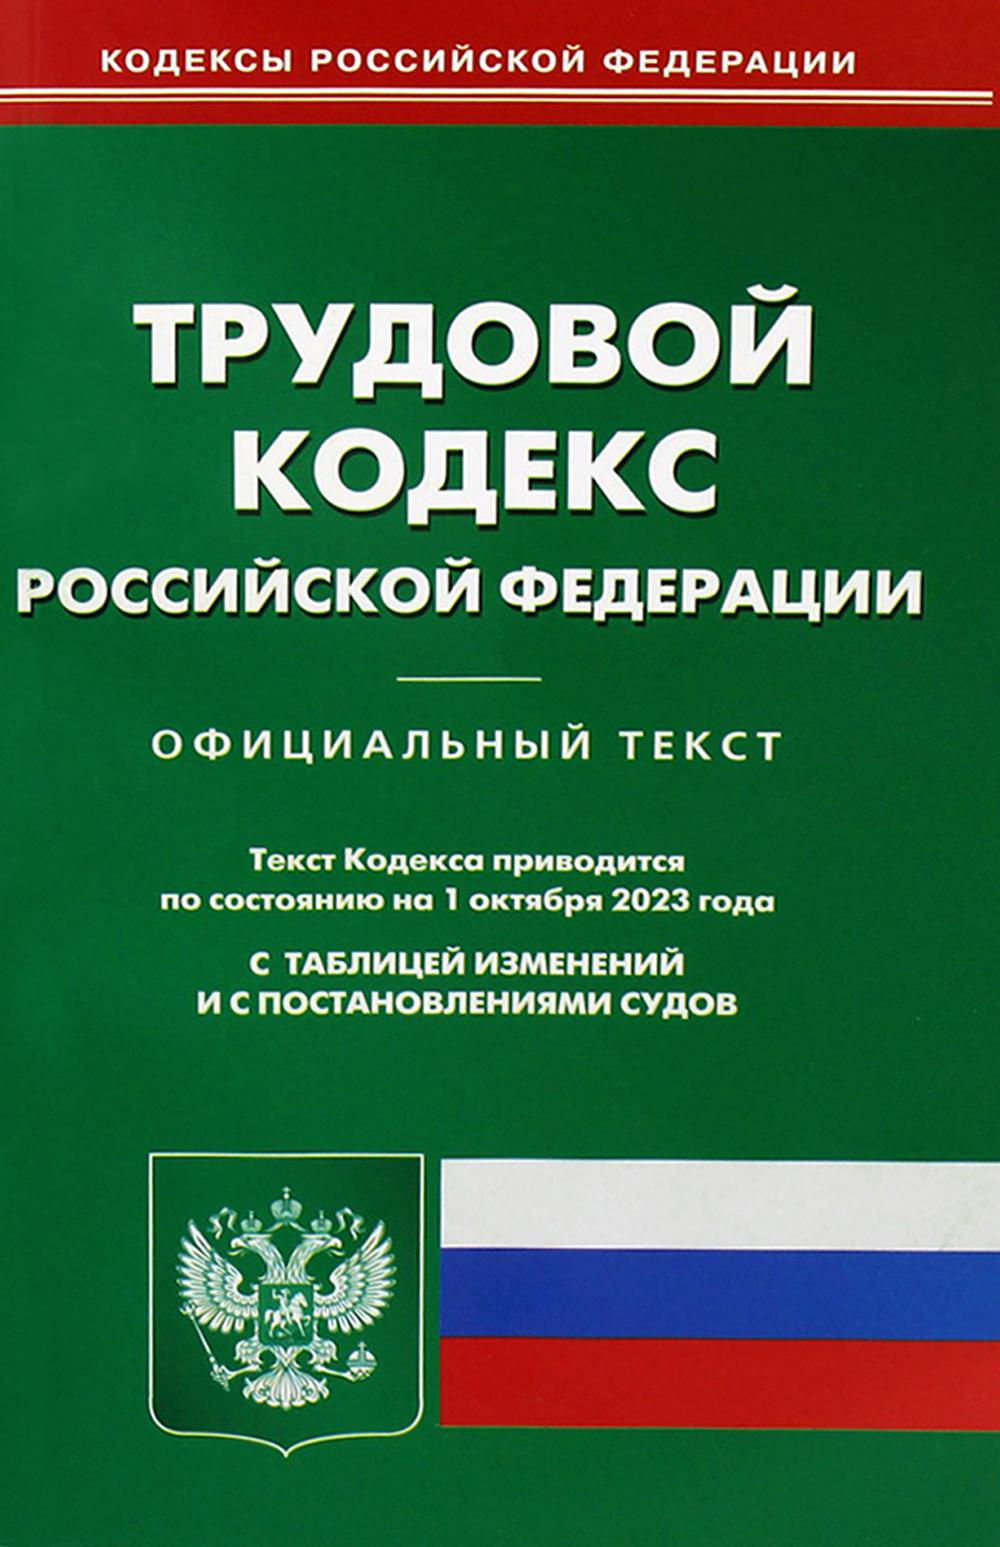 КОДЕКСЫ РОССИЙСКОЙ ФЕДЕРАЦИИ
ТРУДОВОЙ
КОДЕКС
РОССИЙСКОЙ ФЕДЕРАЦИИ
ОФИЦИАЛЬНЫЙ ТЕКСТ
Текст Кодекса приводится
по состоянию на 1 октября 2023 года
С ТАБЛИЦЕЙ ИЗМЕНЕНИЙ
И С ПОСТАНОВЛЕНИЯМИ СУДОВ